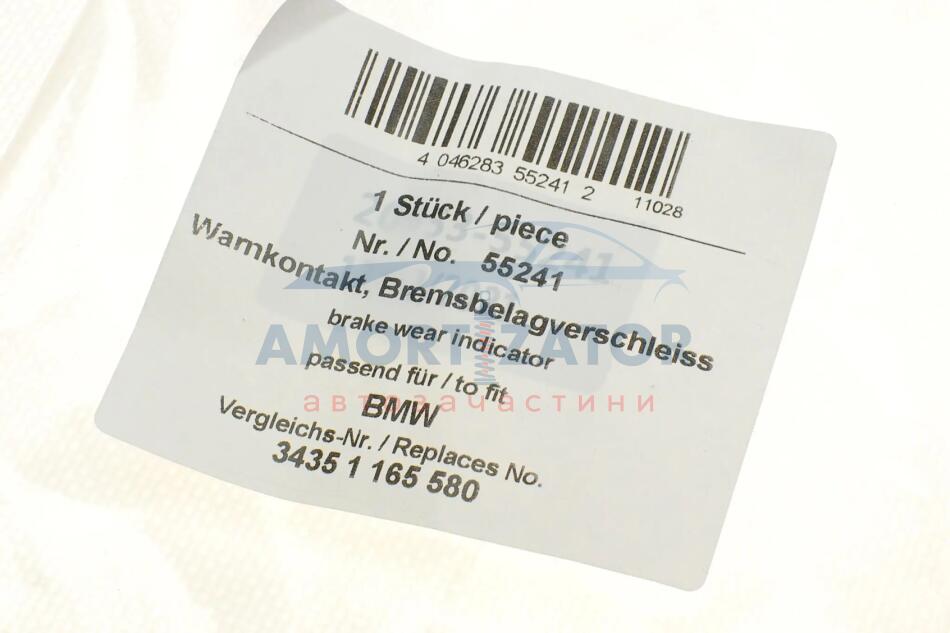 4 046283 55241 2
11028
1 Stück / piece
Nr. / No. 55241
Warnkontakt, Bremsbelagverschleiss
brake wear indicator
passend für / to fit
BMW
Vergleichs-Nr. / Replaces No.
3435 1 165 580
AMORTIZATOR
автозапчастини